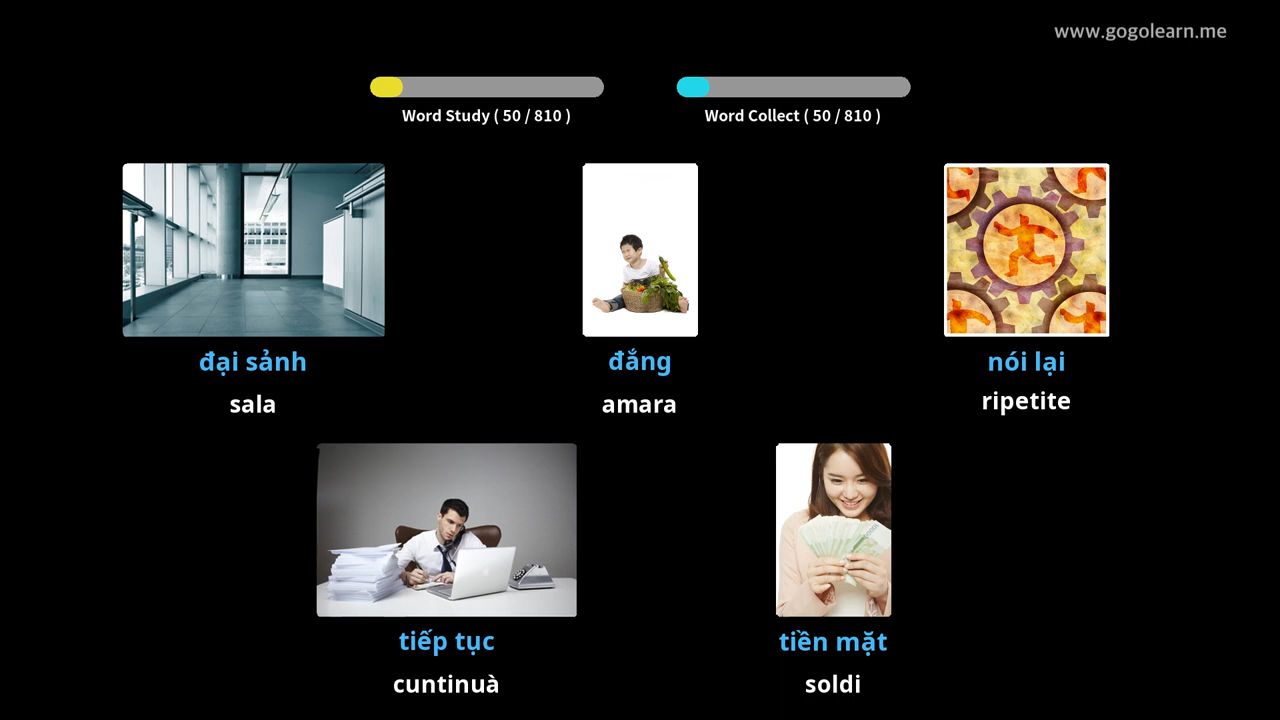 www.gogolearn.me
Word Study ( 50 / 810 )
Word Collect ( 50 / 810 )
đại sảnh
sala
đắng
amara
nói lại
ripetite
tiếp tục
cuntinuà
tiền mặt
soldi